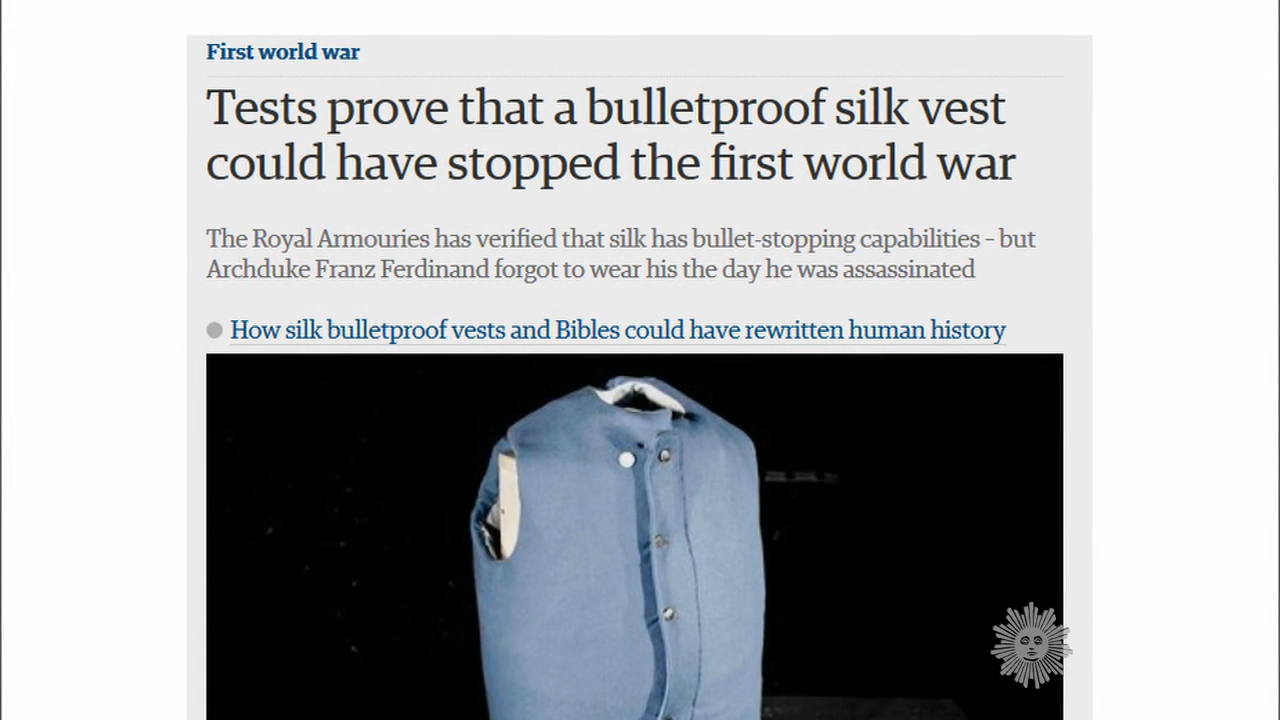 First world war
Tests prove that a bulletproof silk vest
could have stopped the first world war
The Royal Armouries has verified that silk has bullet-stopping capabilities – but
Archduke Franz Ferdinand forgot to wear his the day he was assassinated
How silk bulletproof vests and Bibles could have rewritten human history